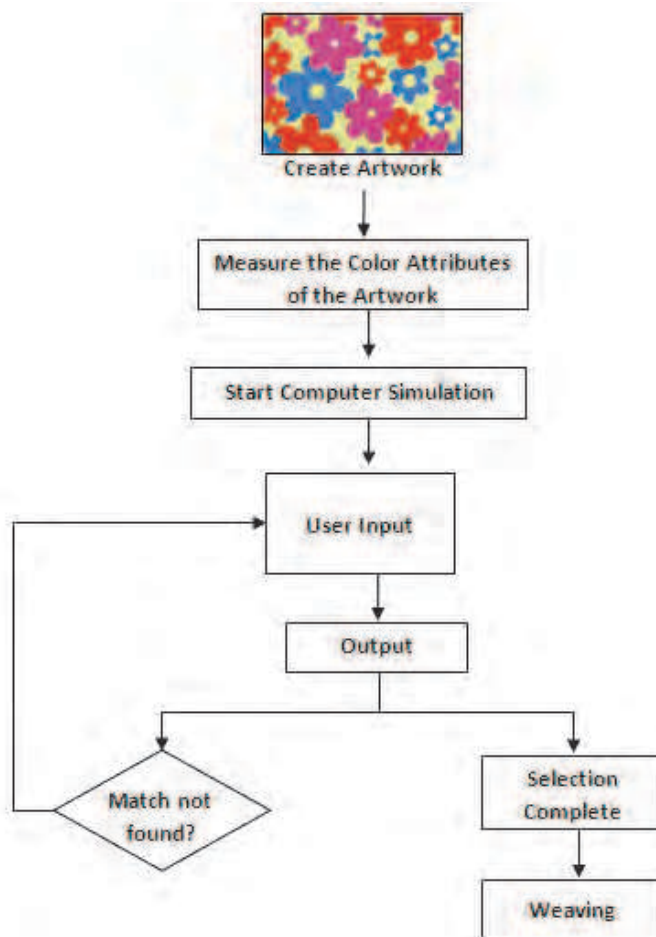 Create Artwork
Measure the Color Attributes
of the Artwork
Start Computer Simulation
User Input
Output
Match not
found?
Selection
Complete
Weaving